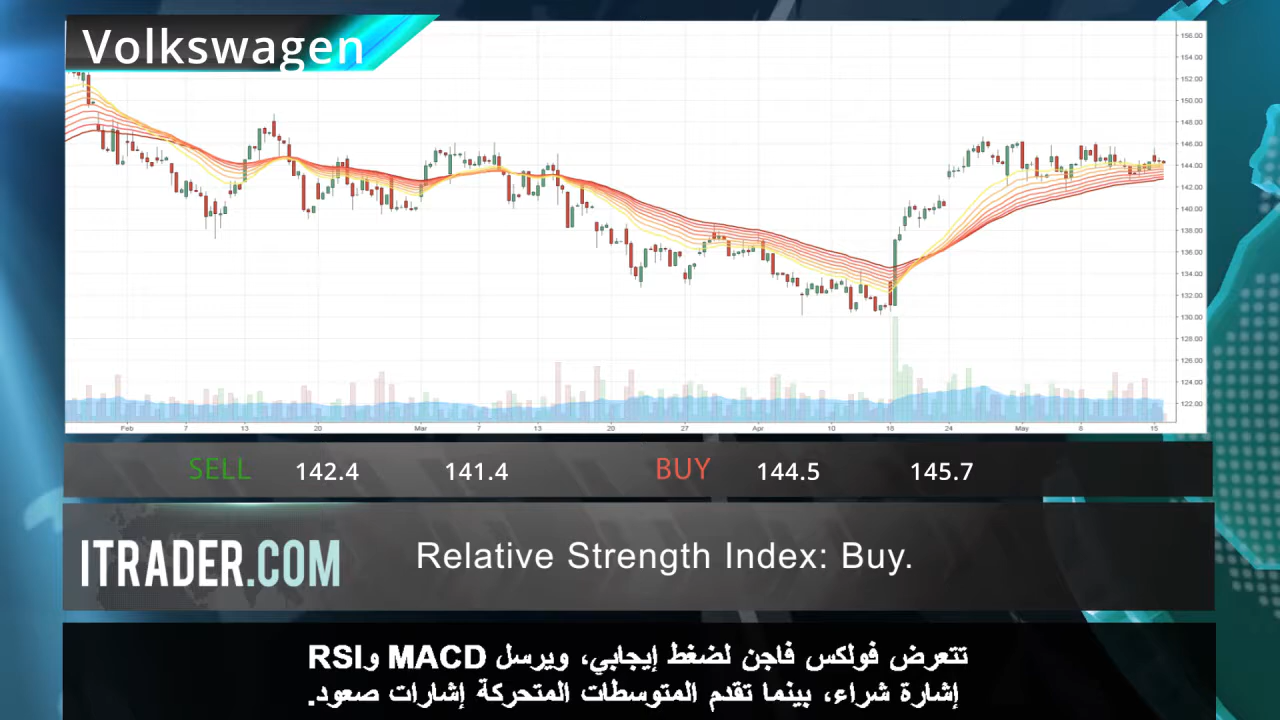 Volkswagen
156.00
154.00
152.00
150.00
148.00
146.00
144.00
142.00
140.00
138.00
136.00
134.00
132.00
130.00
128.00
126.00
124.00
122.00
Feb 7 13 20 Mar 7 13 20 27 Apr 10 18 24 May 8 15
SELL 142.4 141.4 BUY 144.5 145.7
ITRADER.COM
Relative Strength Index: Buy.
تتعرض فولكس فاجن لضغط إيجابي، ويرسل MACD وRSI
إشارة شراء، بينما تقدم المتوسطات المتحركة إشارات صعود.